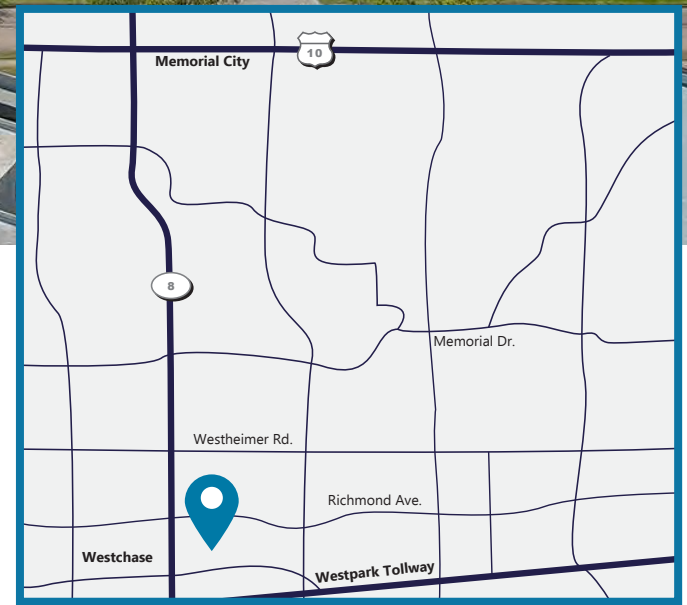 10
Memorial City
8
Memorial Dr.
Westheimer Rd.
Richmond Ave.
Westchase
Westpark Tollway